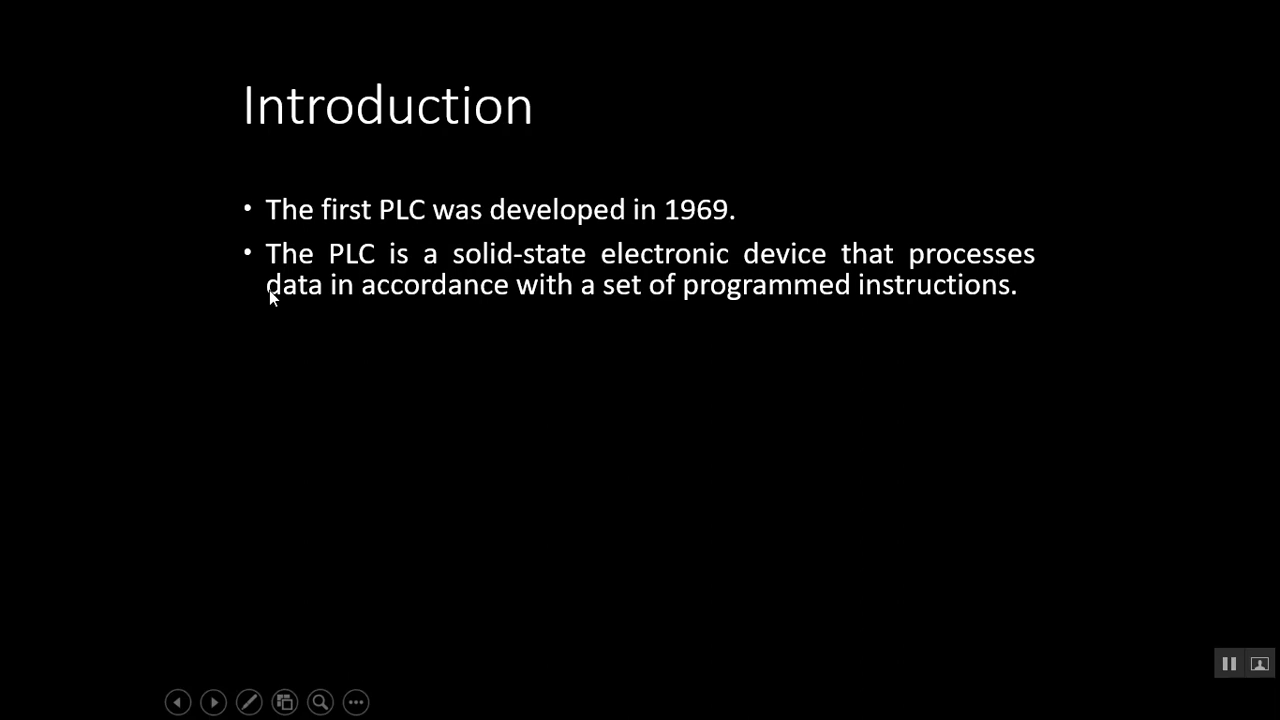 Introduction
• The first PLC was developed in 1969.
• The PLC is a solid-state electronic device that processes
data in accordance with a set of programmed instructions.